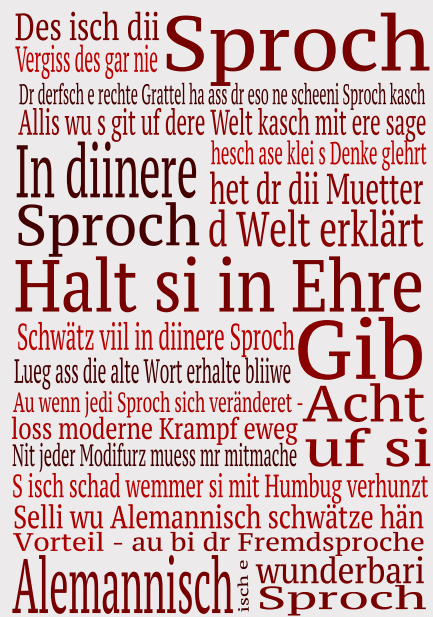 Des isch dii
Sproch
Vergiss des gar nie
Dr derfsch e rechte Grattel ha ass dr eso ne scheeni Sproch kasch
Allis wu s git uf dere Welt kasch mit ere sage
In diinere
Sproch
hesch ase klei s Denke glehrt
het dr dii Muetter
d Welt erklärt
Halt si in Ehre
Schwätz viil in diinere Sproch
Lueg ass die alte Wort erhalte bliiwe
Gib
Acht
uf si
Au wenn jedi Sproch sich veränderet -
loss moderne Krampf eweg
Nit jeder Modifurz muess mr mitmache
S isch schad wemmer si mit Humbug verhunzt
Selli wu Alemannisch schwätze hän
Vorteil - au bi dr Fremdsproche
Alemannisch
isch e
wunderbari
Sproch